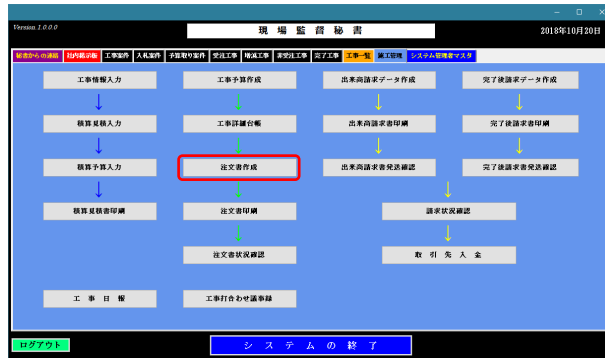 Version 1.0.0.0
現場監督秘書
2018年10月20日
秘書からの連絡 社内掲示板 工事案件 入札案件 予算取り案件 受注工事 増減工事 非受注工事 完了工事 工事一覧 施工管理 システム管理者マスタ
工事情報入力 工事予算作成 出来高請求データ作成 完了後請求データ作成
積算見積入力 工事詳細台帳 出来高請求書印刷 完了後請求書印刷
積算予算入力 注文書作成 出来高請求書発送確認 完了後請求書発送確認
積算見積書印刷 注文書印刷 請求状況確認
注文書状況確認 取引先入金
工事日報 工事打合わせ議事録
ログアウト システムの終了